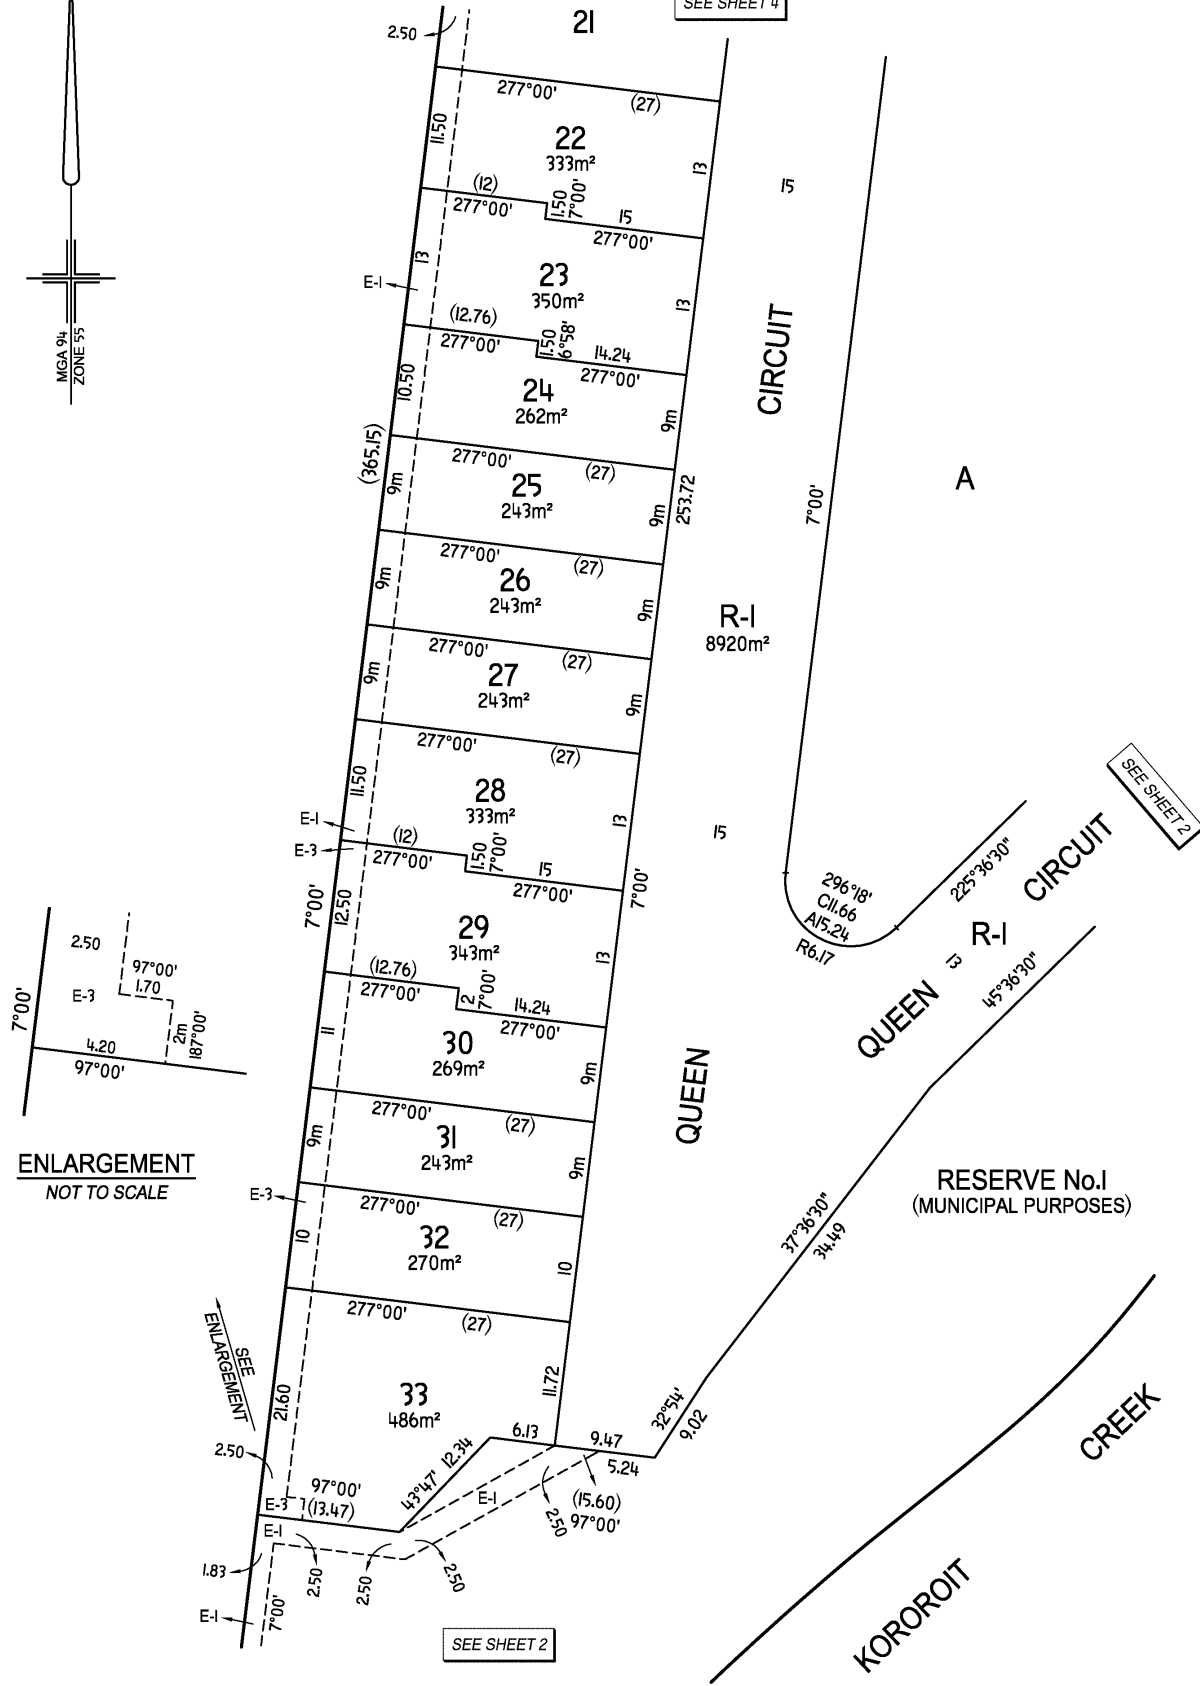 SEE SHEET 4
2.50
21
277°00'
(27)
11.50
22
333m²
13
15
(12)
277°00'
1.50
7°00'
15
277°00'
13
E-1
23
350m²
13
CIRCUIT
(12.76)
277°00'
1.50
6°58'
14.24
277°00'
MGA 94
ZONE 55
10.50
24
262m²
9m
(365.15)
277°00'
(27)
9m
25
243m²
9m
253.72
7°00'
A
277°00'
(27)
9m
26
243m²
9m
R-1
8920m²
277°00'
(27)
9m
27
243m²
9m
277°00'
(27)
11.50
28
333m²
13
15
SEE SHEET 2
E-1
E-3
(12)
277°00'
1.50
7°00'
15
277°00'
7°00'
12.50
7°00'
29
343m²
13
296°18'
C11.66
A15.24
R6.17
225°36'30"
CIRCUIT
R-1
13
QUEEN
45°36'30"
(12.76)
277°00'
2
7°00'
14.24
277°00'
11
30
269m²
9m
QUEEN
2.50
97°00'
1.70
E-3
7°00'
2m
187°00'
4.20
97°00'
ENLARGEMENT
NOT TO SCALE
277°00'
(27)
9m
31
243m²
9m
E-3
277°00'
(27)
10
32
270m²
10
37°36'30"
34.49
RESERVE No.1
(MUNICIPAL PURPOSES)
277°00'
(27)
SEE
ENLARGEMENT
21.60
33
486m²
11.72
32°54'
9.02
6.13
9.47
5.24
2.50
43°47' 12.34
97°00'
(13.47)
E-3
E-1
E-1
2.50
(15.60)
97°00'
1.83
2.50
2.50
2.50
E-1
7°00'
SEE SHEET 2
CREEK
KOROROIT